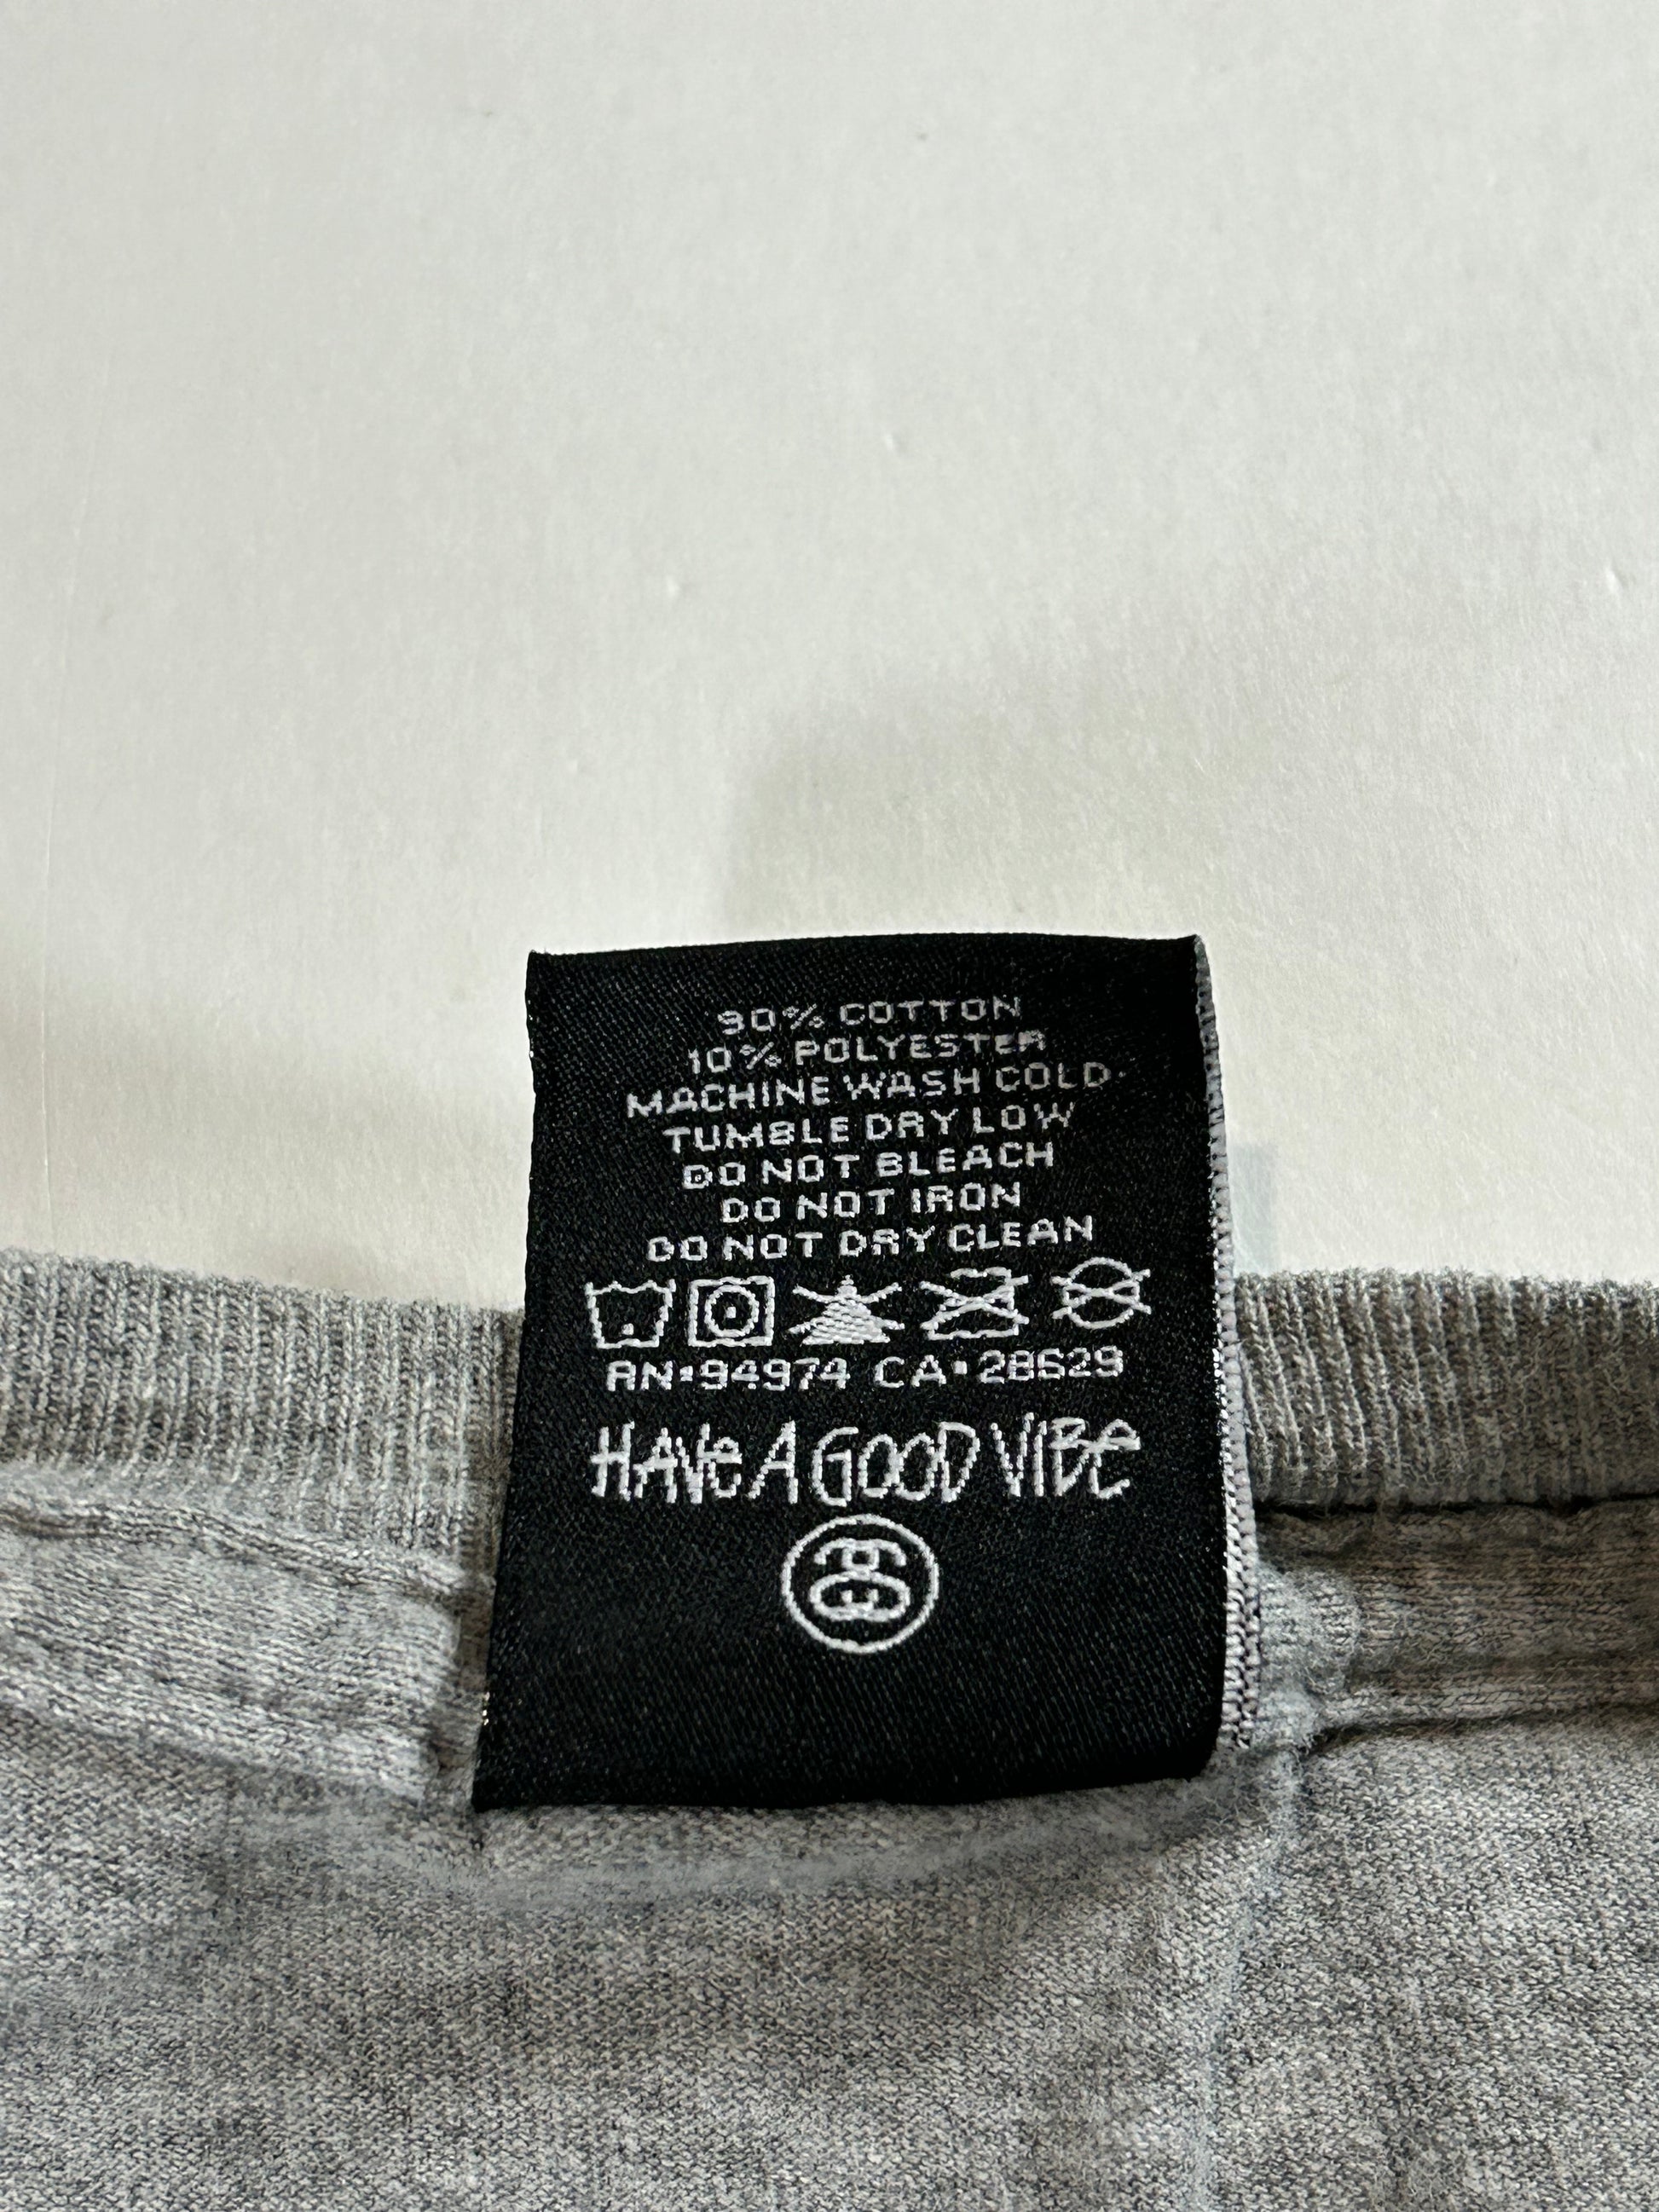 90% COTTON
10% POLYESTER
MACHINE WASH COLD
TUMBLE DRY LOW
DO NOT BLEACH
DO NOT IRON
DO NOT DRY CLEAN
RN•94974 CA•28629
HAVE A GOOD VIBE